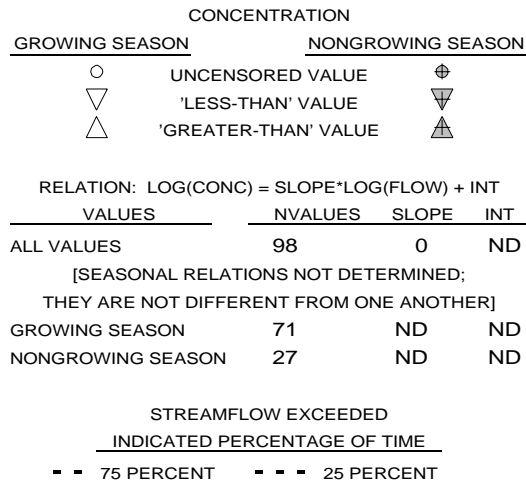 CONCENTRATION
GROWING SEASON NONGROWING SEASON
UNCENSORED VALUE
'LESS-THAN' VALUE
'GREATER-THAN' VALUE
RELATION: LOG(CONC) = SLOPE*LOG(FLOW) + INT
VALUES NVALUES SLOPE INT
ALL VALUES 98 0 ND
[SEASONAL RELATIONS NOT DETERMINED;
THEY ARE NOT DIFFERENT FROM ONE ANOTHER]
GROWING SEASON 71 ND ND
NONGROWING SEASON 27 ND ND
STREAMFLOW EXCEEDED
INDICATED PERCENTAGE OF TIME
75 PERCENT 25 PERCENT